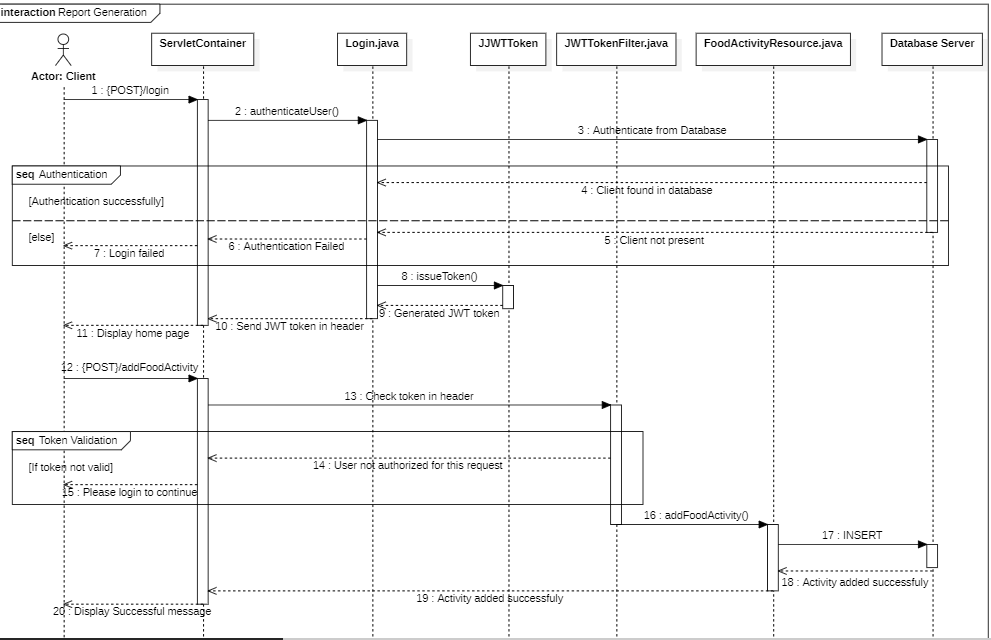 interaction Report Generation
ServletContainer
Login.java
JJWTToken
JWTTokenFilter.java
FoodActivityResource.java
Database Server
Actor: Client
1 : {POST}/login
2 : authenticateUser()
3 : Authenticate from Database
seq Authentication
4 : Client found in database
[Authentication successfully]
[else]
5 : Client not present
6 : Authentication Failed
7 : Login failed
8 : issueToken()
9 : Generated JWT token
10 : Send JWT token in header
11 : Display home page
12 : {POST}/addFoodActivity
13 : Check token in header
seq Token Validation
[If token not valid]
14 : User not authorized for this request
15 : Please login to continue
16 : addFoodActivity()
17 : INSERT
18 : Activity added successfuly
19 : Activity added successfuly
20 : Display Successful message